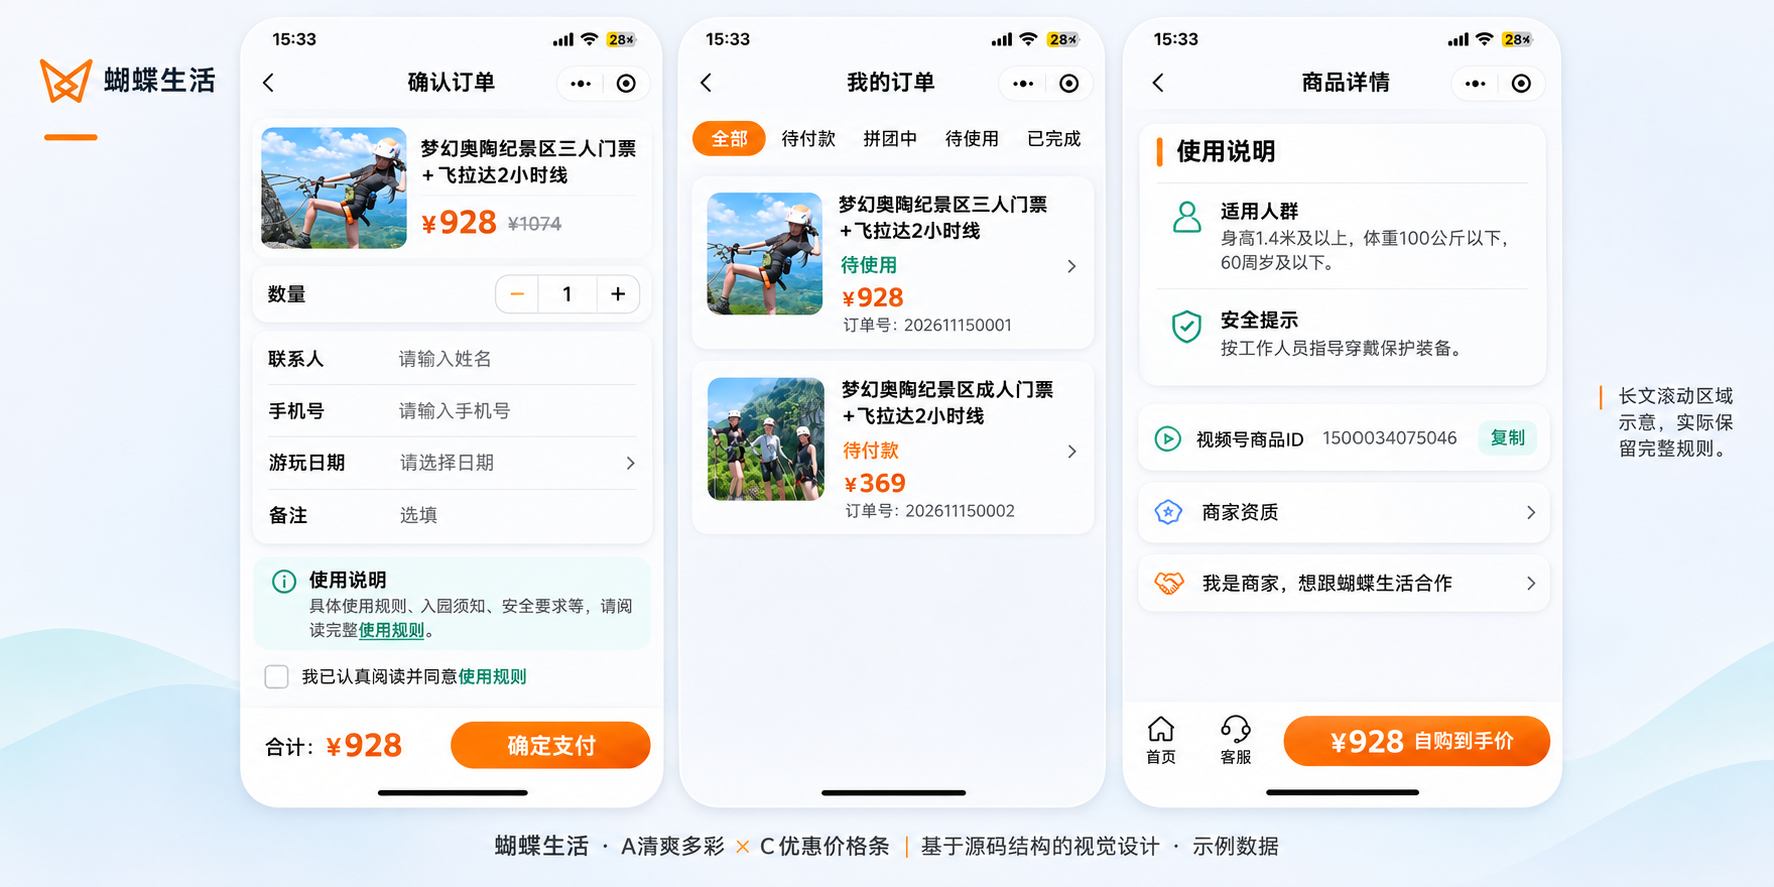 蝴蝶生活
15:33
28
确认订单
梦幻奥陶纪景区三人门票
+飞拉达2小时线
¥928 ¥1074
数量
− 1 +
联系人 请输入姓名
手机号 请输入手机号
游玩日期 请选择日期
备注 选填
使用说明
具体使用规则、入园须知、安全要求等，请阅
读完整使用规则。
我已认真阅读并同意使用规则
合计：¥928 确定支付
15:33
28
我的订单
全部 待付款 拼团中 待使用 已完成
梦幻奥陶纪景区三人门票
+飞拉达2小时线
待使用
¥928
订单号：202611150001
梦幻奥陶纪景区成人门票
+飞拉达2小时线
待付款
¥369
订单号：202611150002
15:33
28
商品详情
使用说明
适用人群
身高1.4米及以上，体重100公斤以下，
60周岁及以下。
安全提示
按工作人员指导穿戴保护装备。
视频号商品ID 15000034075046 复制
商家资质
我是商家，想跟蝴蝶生活合作
首页 客服 ¥928 自购到手价
长文滚动区域
示意，实际保
留完整规则。
蝴蝶生活 · A清爽多彩 × C优惠价格条 | 基于源码结构的视觉设计 · 示例数据